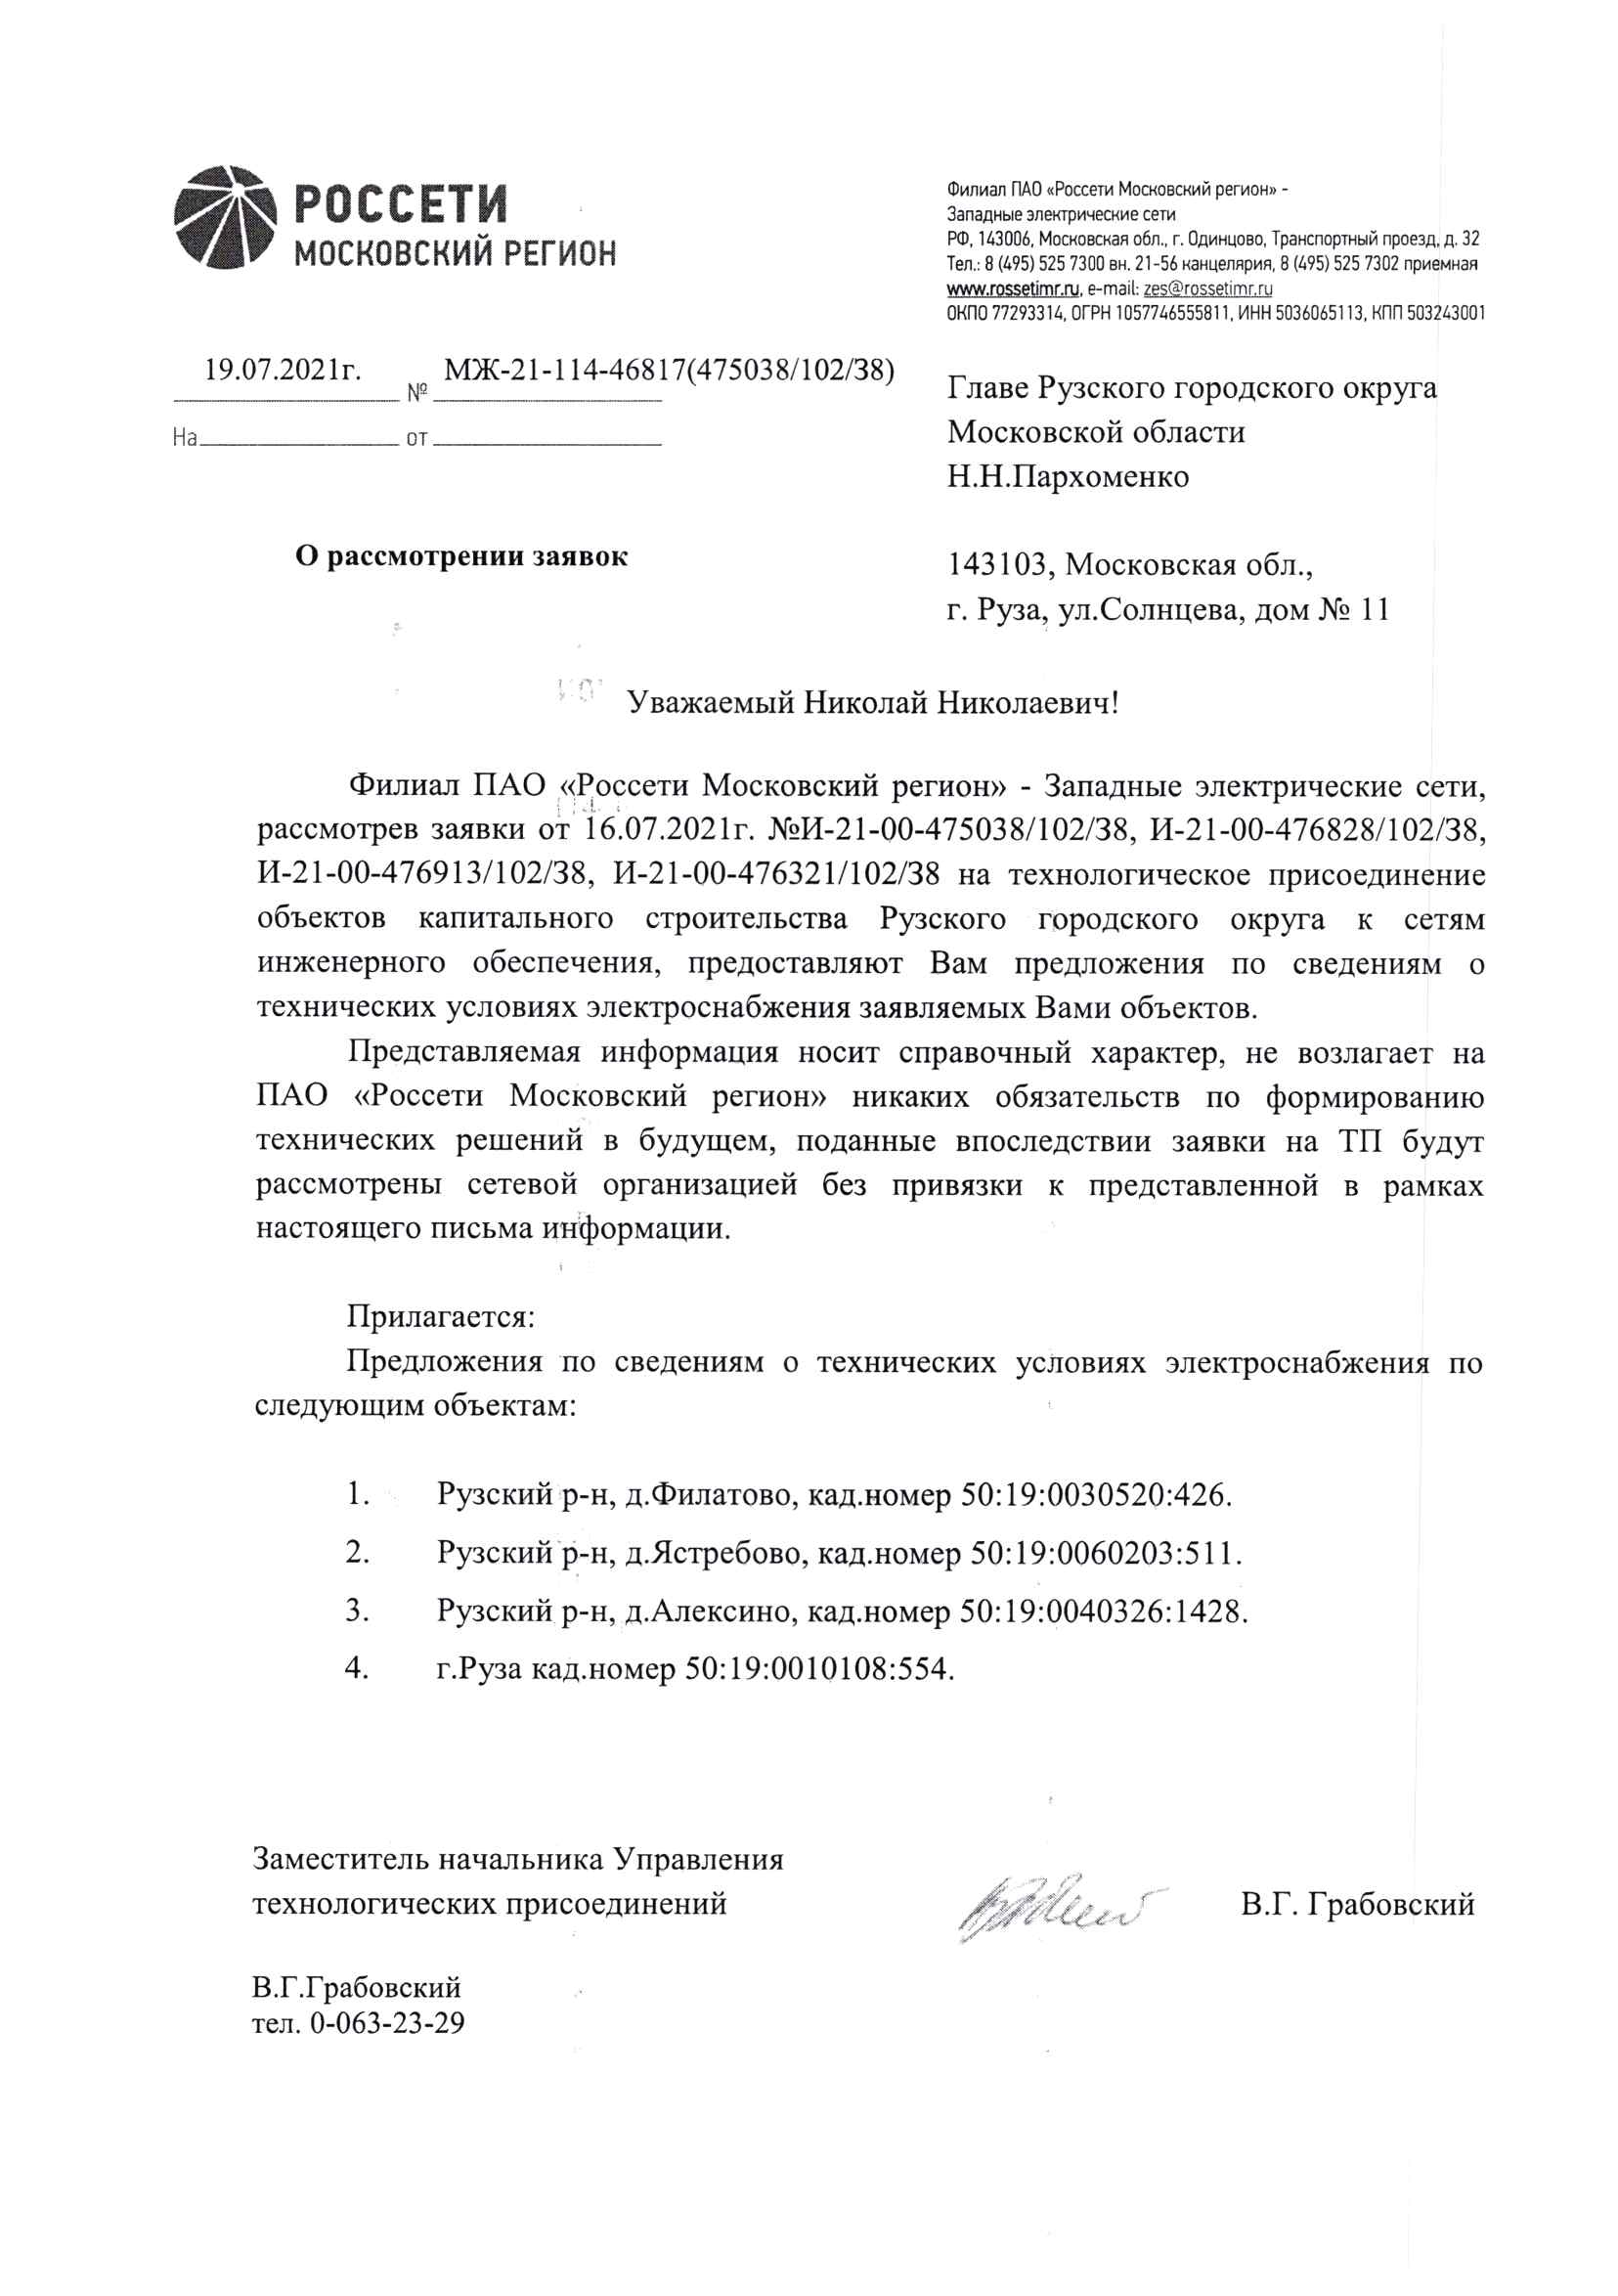 РОССЕТИ
МОСКОВСКИЙ РЕГИОН
Филиал ПАО «Россети Московский регион» -
Западные электрические сети
РФ, 143006, Московская обл., г. Одинцово, Транспортный проезд, д. 32
Тел.: 8 (495) 525 7300 вн. 21-56 канцелярия, 8 (495) 525 7302 приемная
www.rossetimr.ru, e-mail: zes@rossetimr.ru
ОКПО 77293314, ОГРН 1057746555811, ИНН 5036065113, КПП 503243001
19.07.2021г. № МЖ-21-114-46817(475038/102/З8)
На от
Главе Рузского городского округа
Московской области
Н.Н.Пархоменко
О рассмотрении заявок
143103, Московская обл.,
г. Руза, ул.Солнцева, дом № 11
Уважаемый Николай Николаевич!
Филиал ПАО «Россети Московский регион» - Западные электрические сети,
рассмотрев заявки от 16.07.2021г. №И-21-00-475038/102/З8, И-21-00-476828/102/З8,
И-21-00-476913/102/З8, И-21-00-476321/102/З8 на технологическое присоединение
объектов капитального строительства Рузского городского округа к сетям
инженерного обеспечения, предоставляют Вам предложения по сведениям о
технических условиях электроснабжения заявляемых Вами объектов.
Представляемая информация носит справочный характер, не возлагает на
ПАО «Россети Московский регион» никаких обязательств по формированию
технических решений в будущем, поданные впоследствии заявки на ТП будут
рассмотрены сетевой организацией без привязки к представленной в рамках
настоящего письма информации.
Прилагается:
Предложения по сведениям о технических условиях электроснабжения по
следующим объектам:
1. Рузский р-н, д.Филатово, кад.номер 50:19:0030520:426.
2. Рузский р-н, д.Ястребово, кад.номер 50:19:0060203:511.
3. Рузский р-н, д.Алексино, кад.номер 50:19:0040326:1428.
4. г.Руза кад.номер 50:19:0010108:554.
Заместитель начальника Управления
технологических присоединений В.Г. Грабовский
В.Г.Грабовский
тел. 0-063-23-29